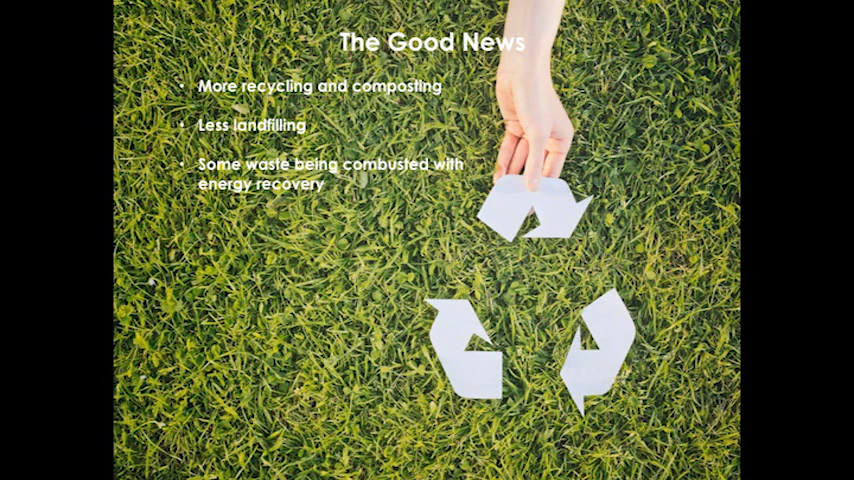 The Good News
• More recycling and composting
• Less landfilling
• Some waste being combusted with
energy recovery